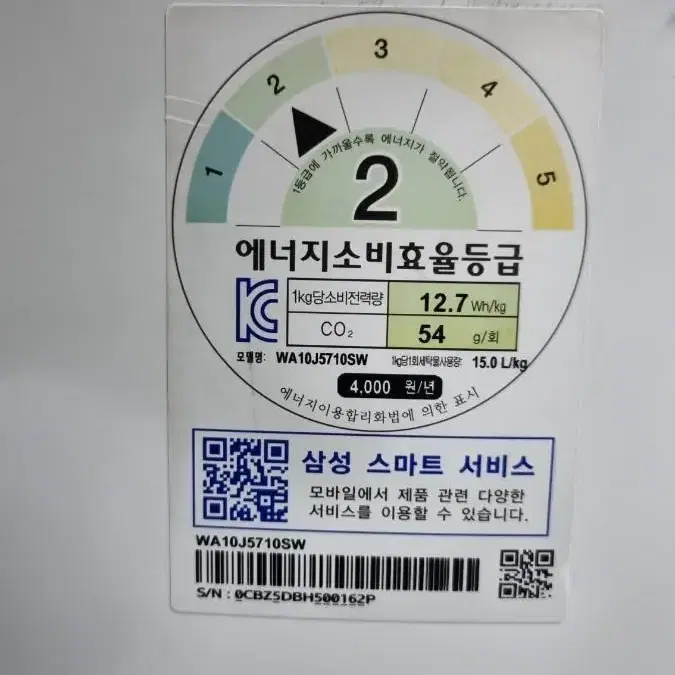 1 2 3 4 5
1등급에 가까울수록 에너지가 절약됩니다.
2
에너지소비효율등급
1kg당소비전력량 12.7 Wh/kg
CO₂ 54 g/회
모델명: WA10J5710SW 1kg당1회세탁물사용량: 15.0 L/kg
4,000 원/년
에너지이용합리화법에 의한 표시
삼성 스마트 서비스
모바일에서 제품 관련 다양한
서비스를 이용할 수 있습니다.
WA10J5710SW
S/N : 0CBZ5DBH500162P